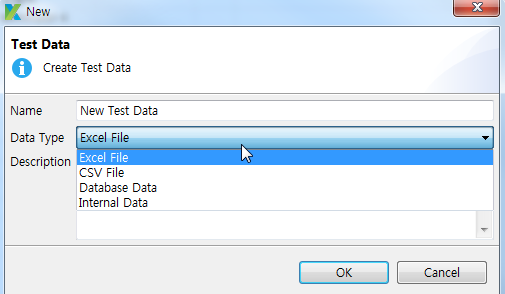 New
Test Data
Create Test Data
Name New Test Data
Data Type Excel File
Description
Excel File
CSV File
Database Data
Internal Data
OK Cancel